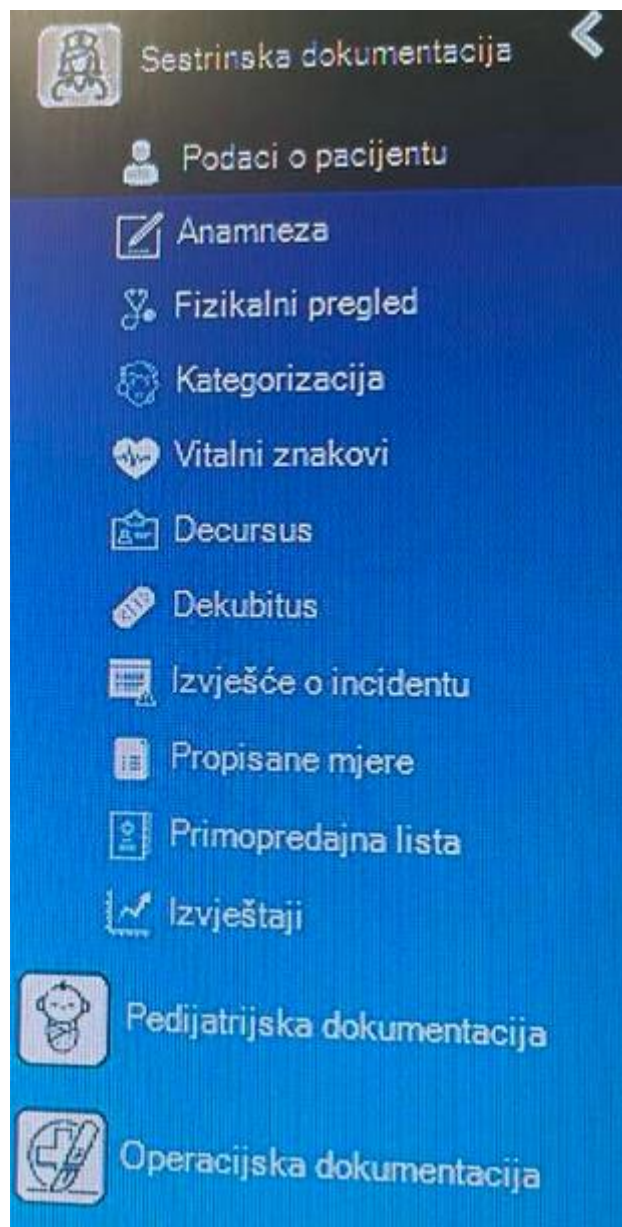 Sestrinska dokumentacija
Podaci o pacijentu
Anamneza
Fizikalni pregled
Kategorizacija
Vitalni znakovi
Decursus
Dekubitus
Izvješće o incidentu
Propisane mjere
Primopredajna lista
Izvještaji
Pedijatrijska dokumentacija
Operacijska dokumentacija